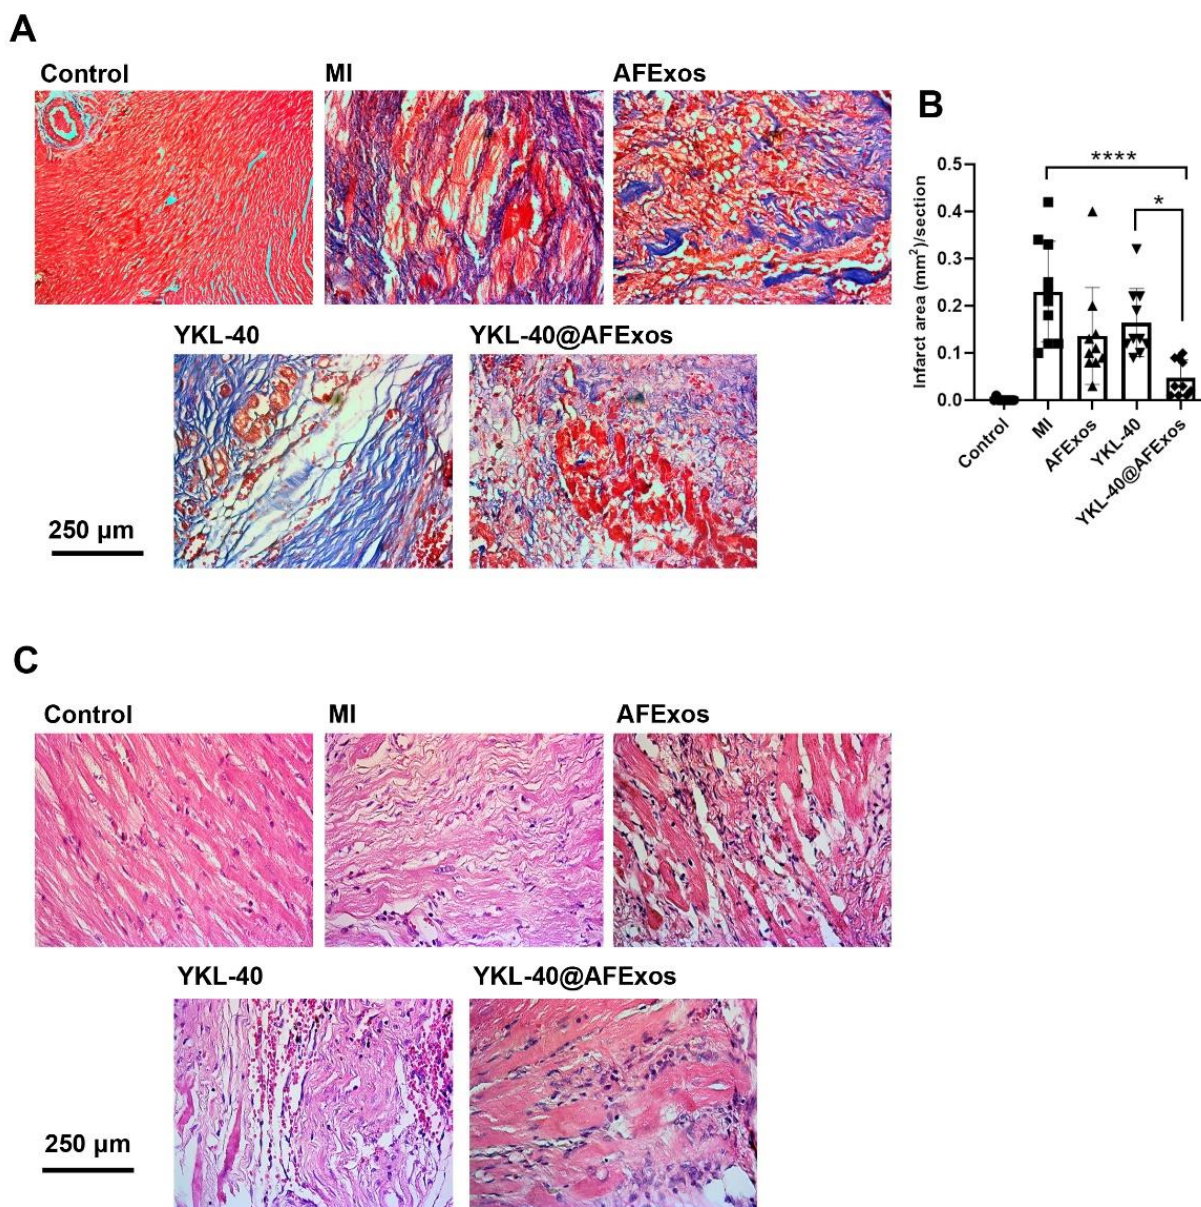 A
Control MI AFExos
YKL-40 YKL-40@AFExos
250 µm
B
****
*
Infarct area (mm²)/section
0.5
0.4
0.3
0.2
0.1
0.0
Control MI AFExos YKL-40 YKL-40@AFExos
C
Control MI AFExos
YKL-40 YKL-40@AFExos
250 µm